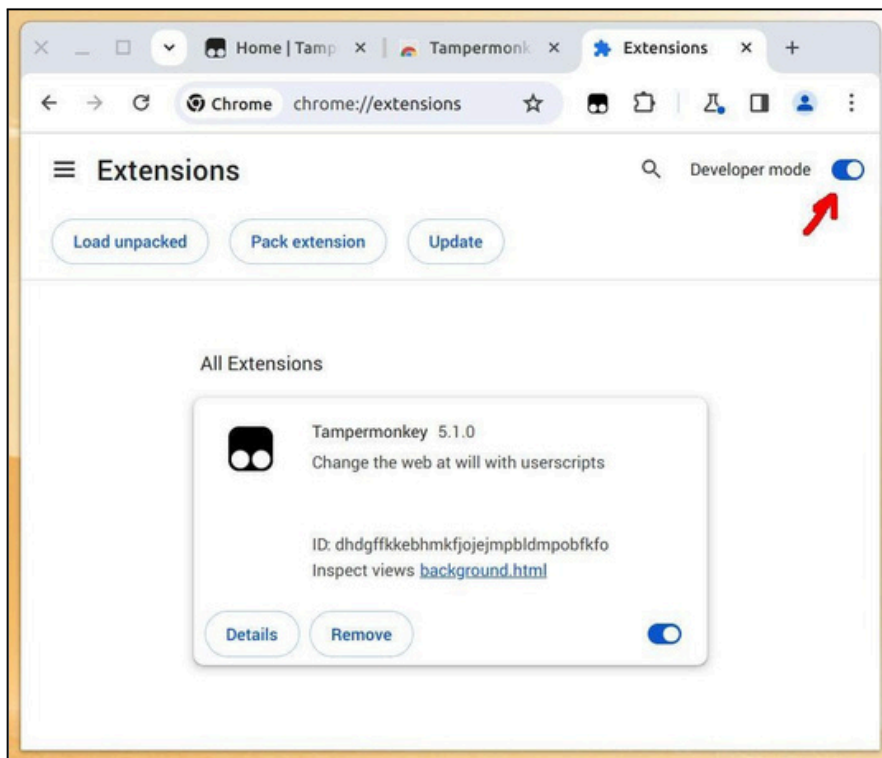 Home | Tamp
Tampermonk
Extensions
Chrome chrome://extensions
Extensions
Developer mode
Load unpacked
Pack extension
Update
All Extensions
Tampermonkey 5.1.0
Change the web at will with userscripts
ID: dhdgffkkebhmkfjojejmpbldmpobfkfo
Inspect views background.html
Details
Remove